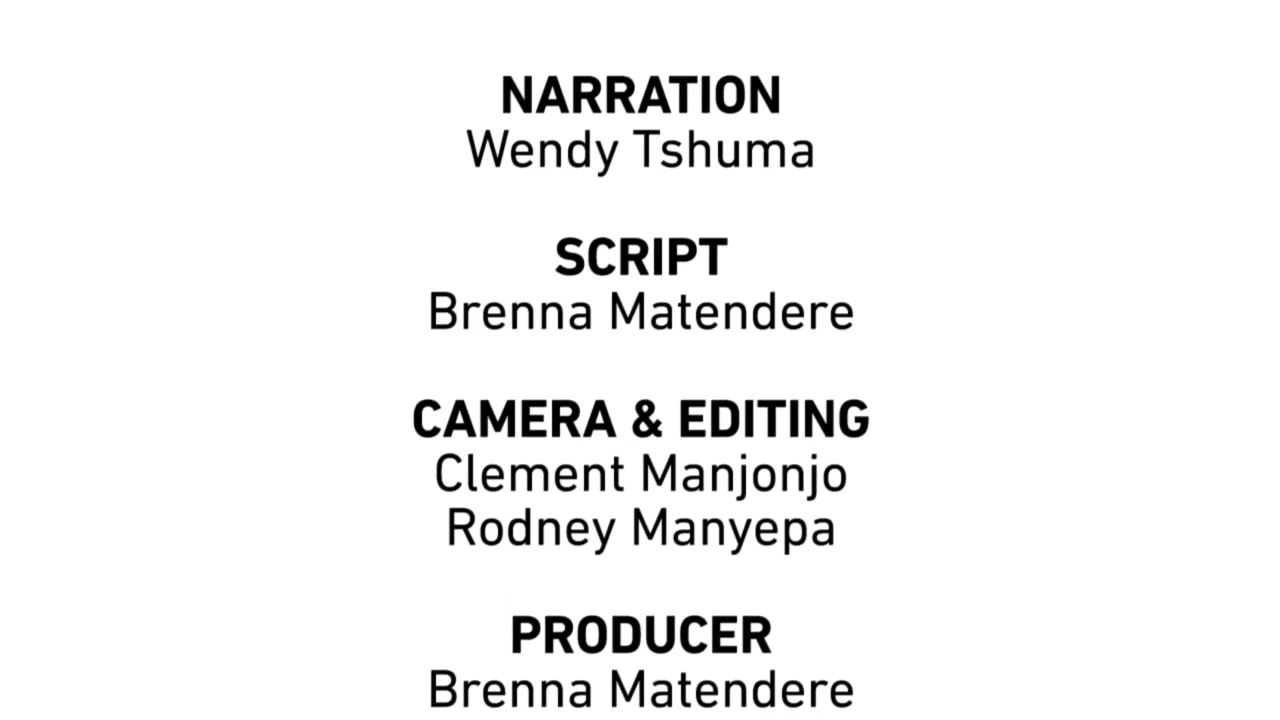 NARRATION
Wendy Tshuma
SCRIPT
Brenna Matendere
CAMERA & EDITING
Clement Manjonjo
Rodney Manyepa
PRODUCER
Brenna Matendere